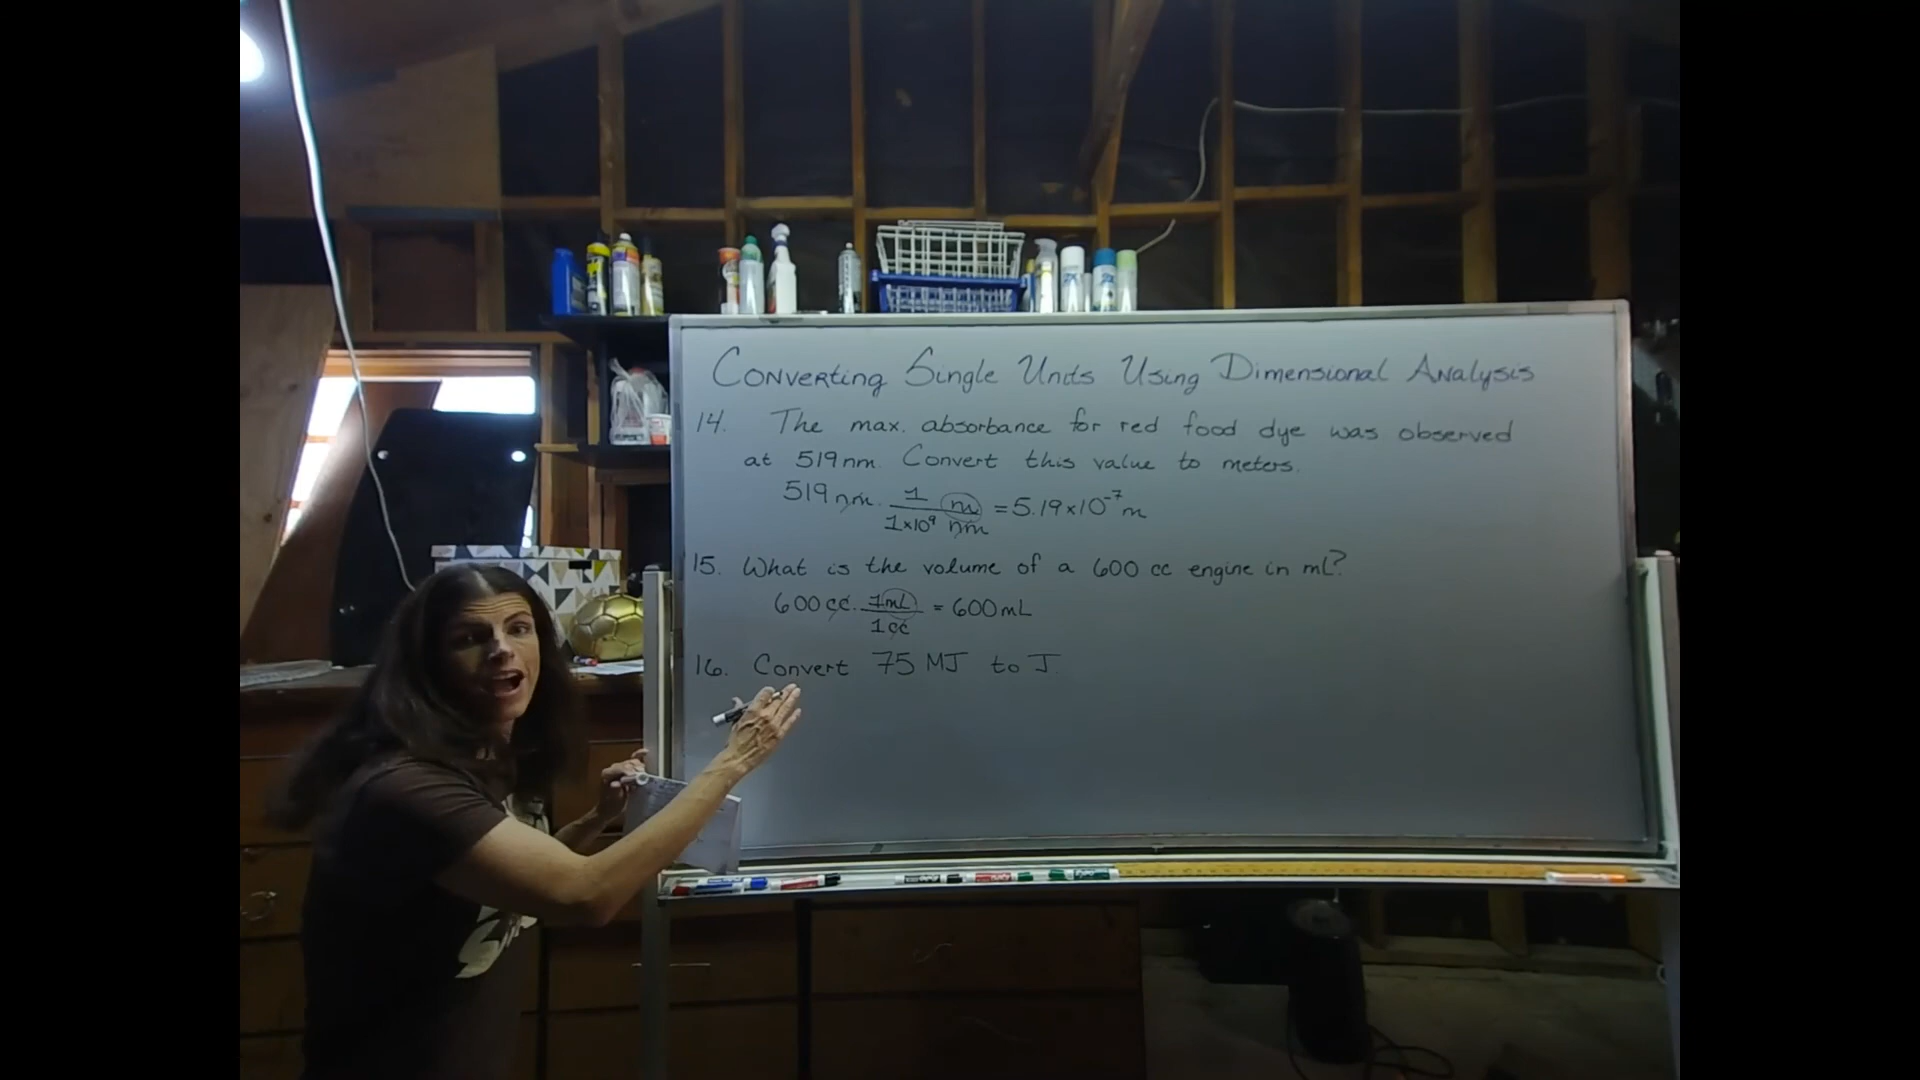 Converting Single Units Using Dimensional Analysis
14. The max. absorbance for red food dye was observed
at 519nm. Convert this value to meters.
519 nm · 1 m / 1×10⁹ nm = 5.19×10⁻⁷ m
15. What is the volume of a 600 cc engine in mL?
600 cc · 1 mL / 1 cc = 600 mL
16. Convert 75 MJ to J.